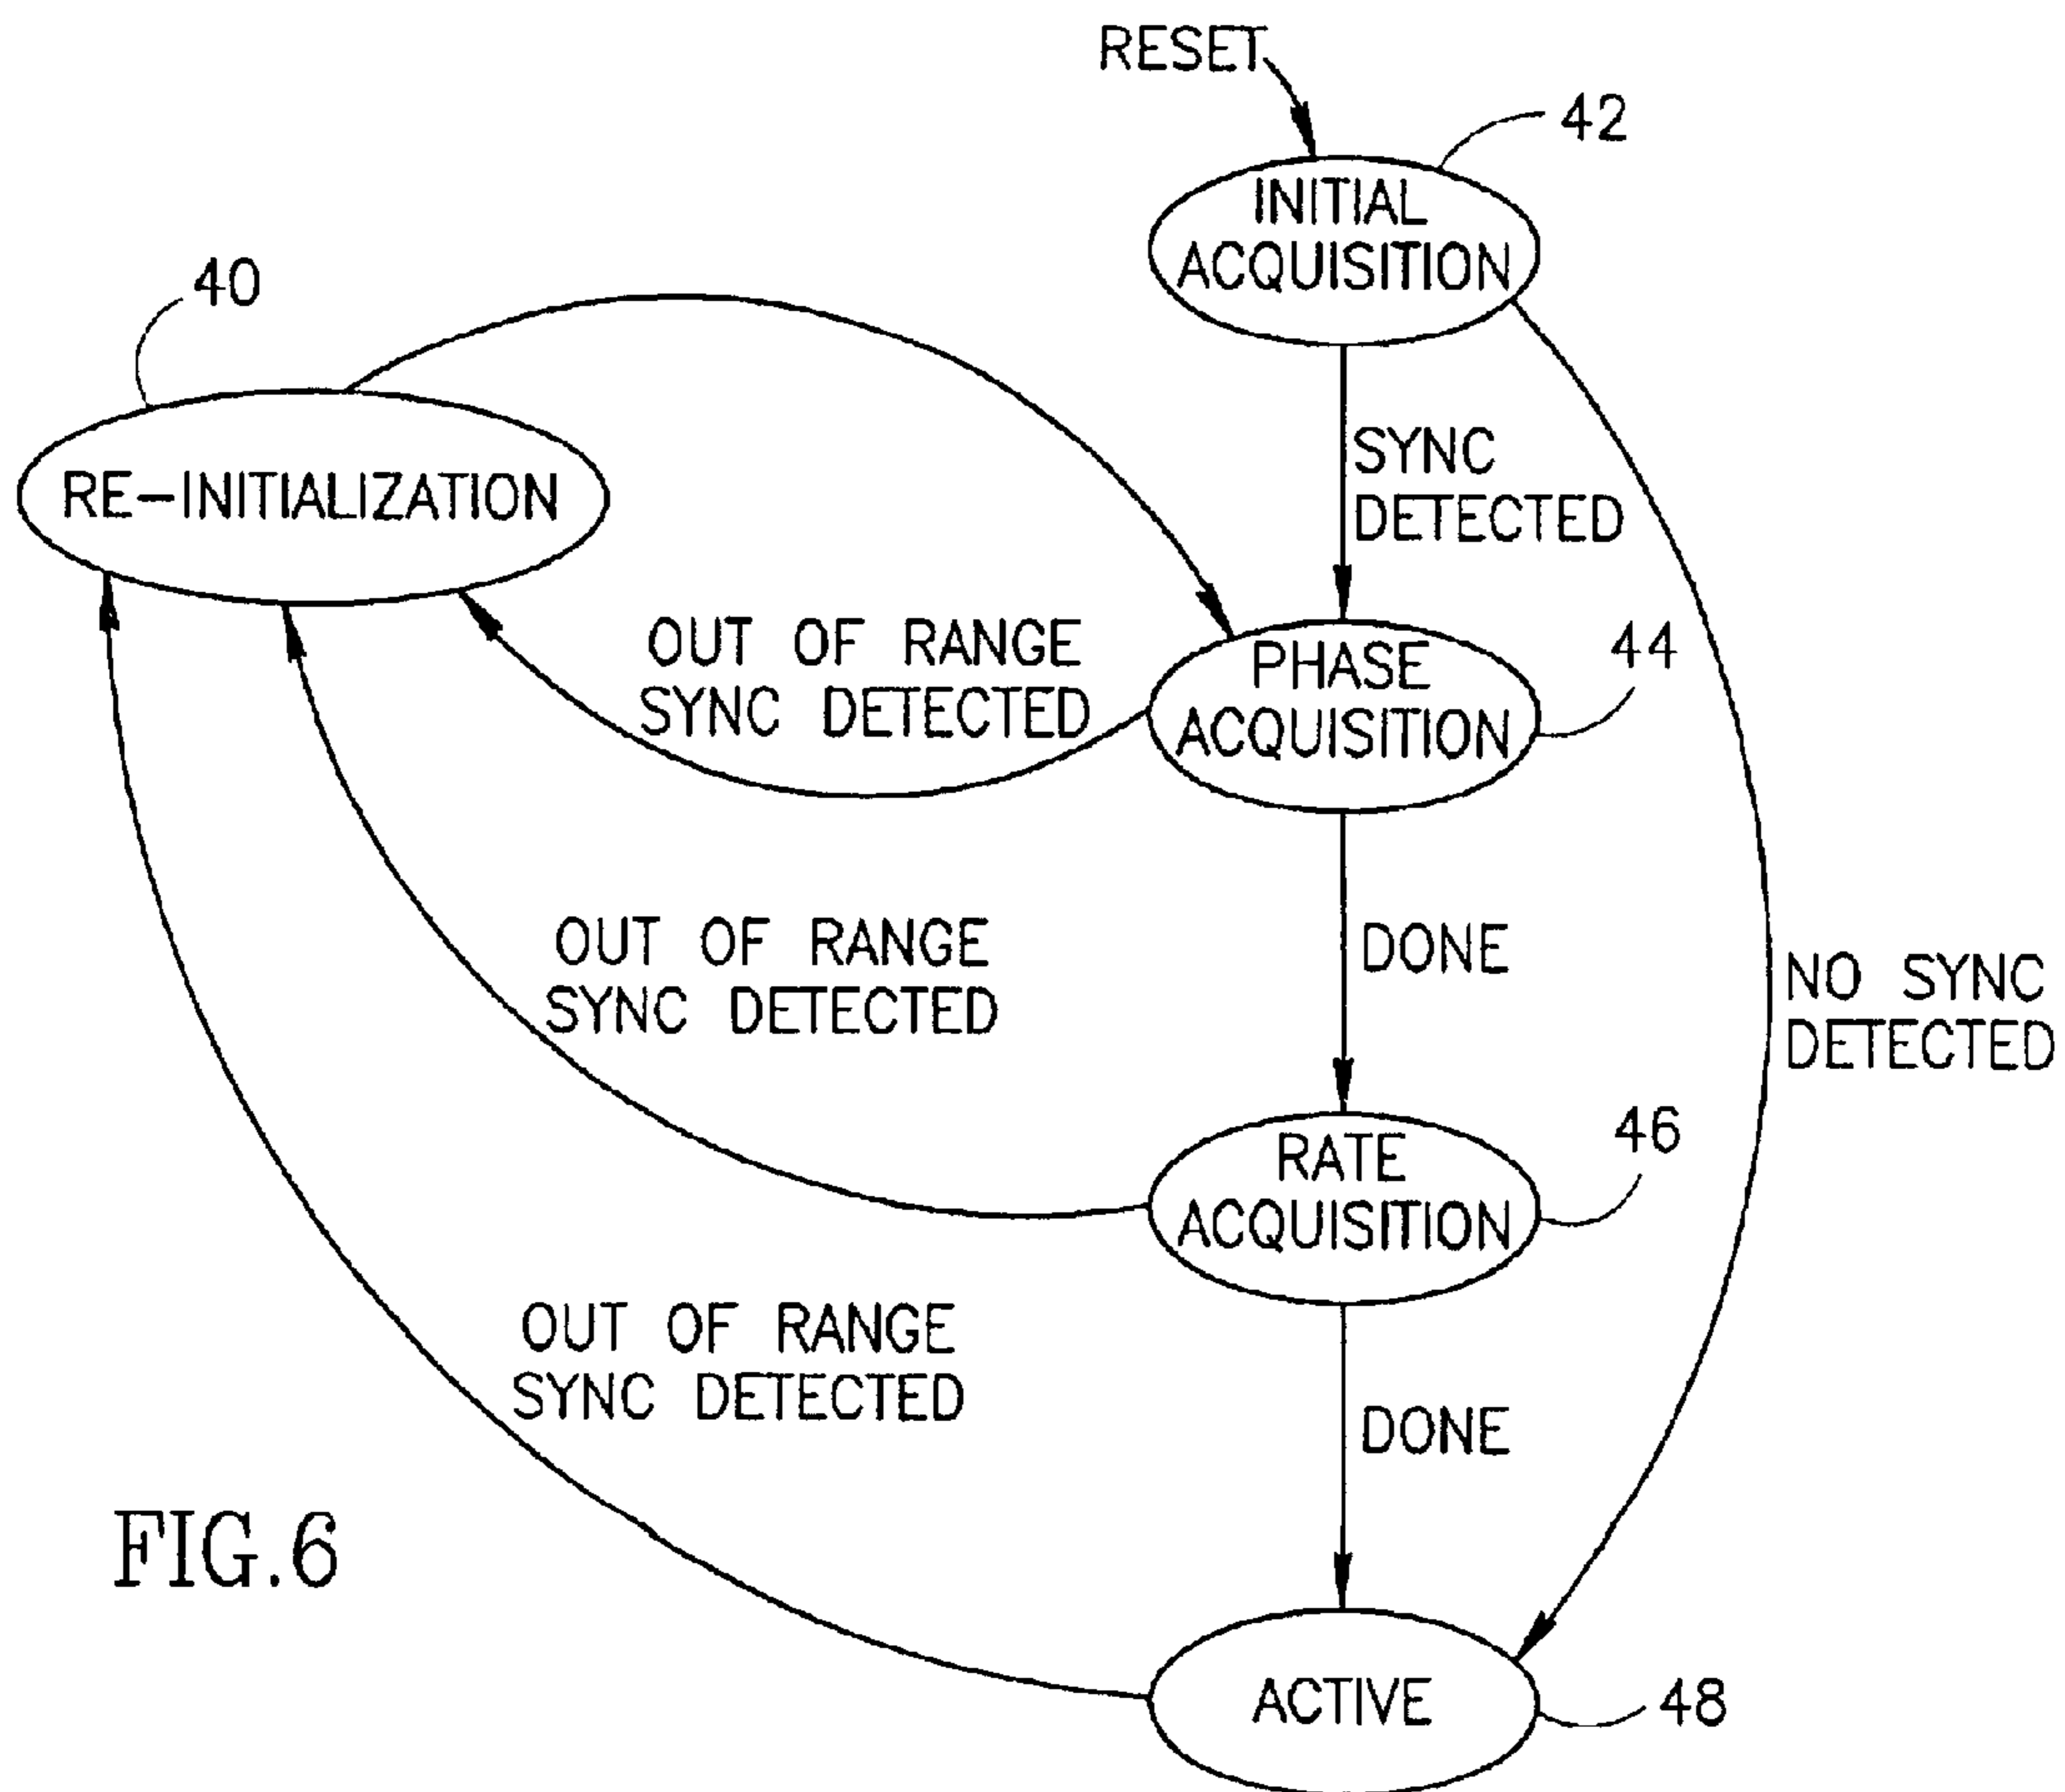 RESET
42
INITIAL
ACQUISITION
40
RE-INITIALIZATION
SYNC
DETECTED
OUT OF RANGE
SYNC DETECTED
PHASE
ACQUISITION
44
OUT OF RANGE
SYNC DETECTED
DONE
NO SYNC
DETECTED
RATE
ACQUISITION
46
OUT OF RANGE
SYNC DETECTED
DONE
FIG.6
ACTIVE
48